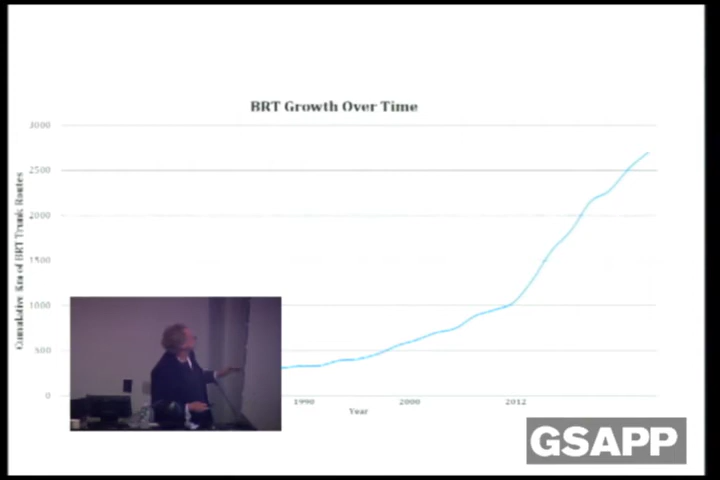 BRT Growth Over Time
3000
2500
2000
1500
1000
500
0
Cumulative Km of BRT Trunk Routes
1990
2000
2012
Year
GSAPP